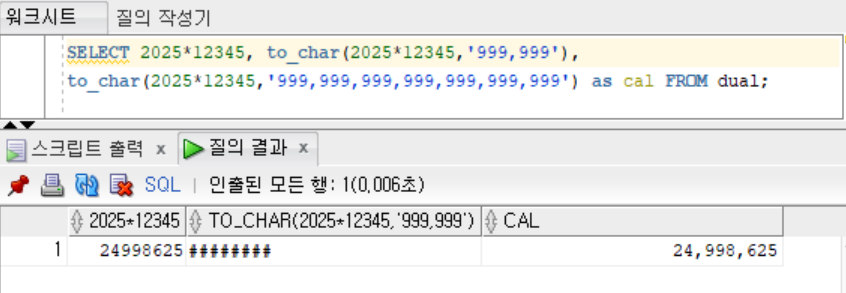 워크시트 질의 작성기
SELECT 2025*12345, to_char(2025*12345,'999,999'),
to_char(2025*12345,'999,999,999,999,999,999,999') as cal FROM dual;
스크립트 출력 x 질의 결과 x
SQL | 인출된 모든 행: 1(0,006초)
2025*12345 TO_CHAR(2025*12345,'999,999') CAL
1 24998625 ######## 24,998,625